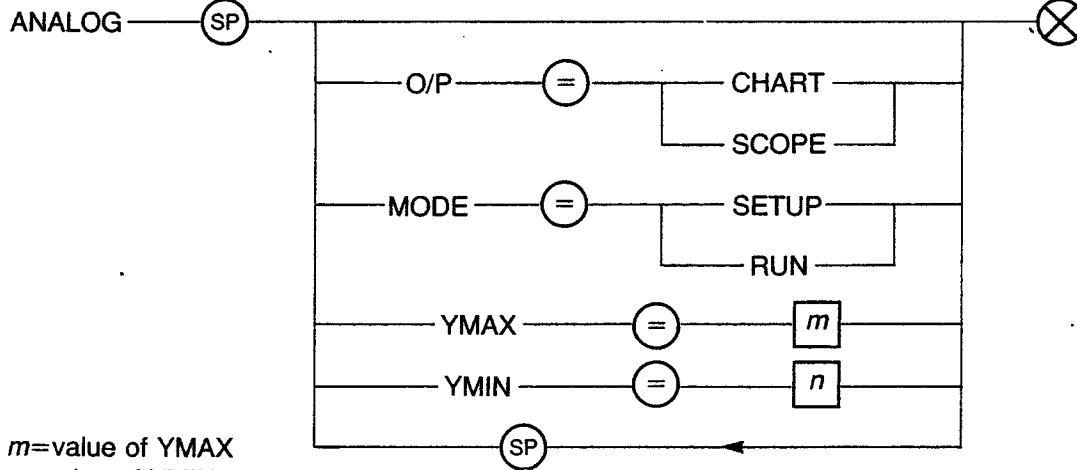 ANALOG SP
O/P = CHART
SCOPE
MODE = SETUP
RUN
YMAX = m
YMIN = n
SP
m=value of YMAX